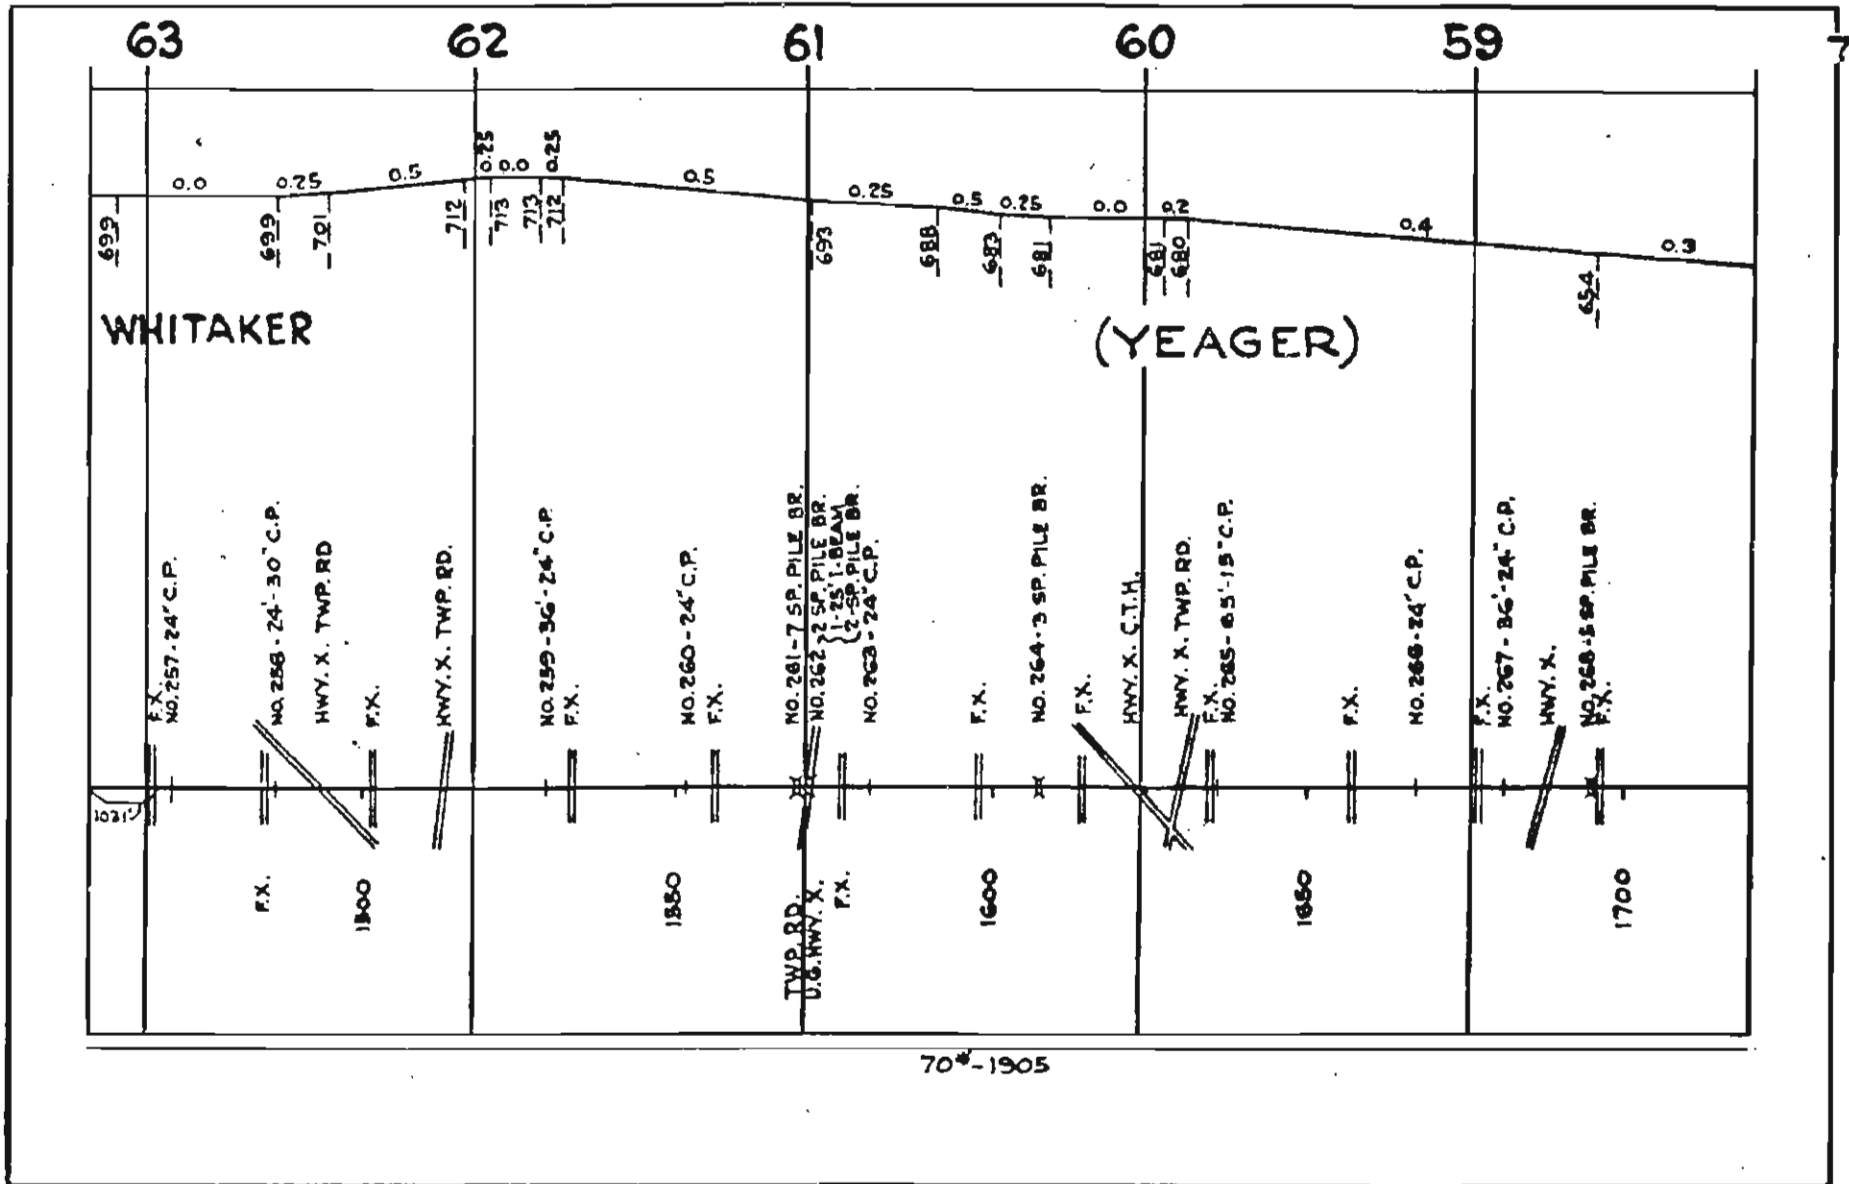 63 62 61 60 59 7
0.0 0.25 0.5 0.25 0.0 0.25 0.5 0.25 0.5 0.25 0.0 0.2 0.4 0.3
699 699 701 712 713 713 712 693 688 683 681 681 680 654
WHITAKER (YEAGER)
F.X.
NO.257-24"C.P.
NO.258-24'-30"C.P.
HWY. X. TWP. RD
F.X.
HWY. X. TWP. RD.
NO.259-36'-24"C.P.
F.X.
NO.260-24"C.P.
F.X.
NO.261-7 SP. PILE BR.
NO.262 2 SP. PILE BR.
1-25' I-BEAM
2-SP. PILE BR.
NO.263-24"C.P.
F.X.
NO.264-3 SP. PILE BR.
F.X.
HWY. X. C.T.H.
HWY. X. TWP. RD.
F.X.
NO.265-65'-15"C.P.
F.X.
NO.266-24"C.P.
F.X.
NO.267-36'-24"C.P.
HWY. X.
NO.268- SP. PILE BR.
F.X.
1021'
F.X.
1500
1550
TWP. RD.
U.G. HWY. X.
F.X.
1600
1650
1700
70#-1905